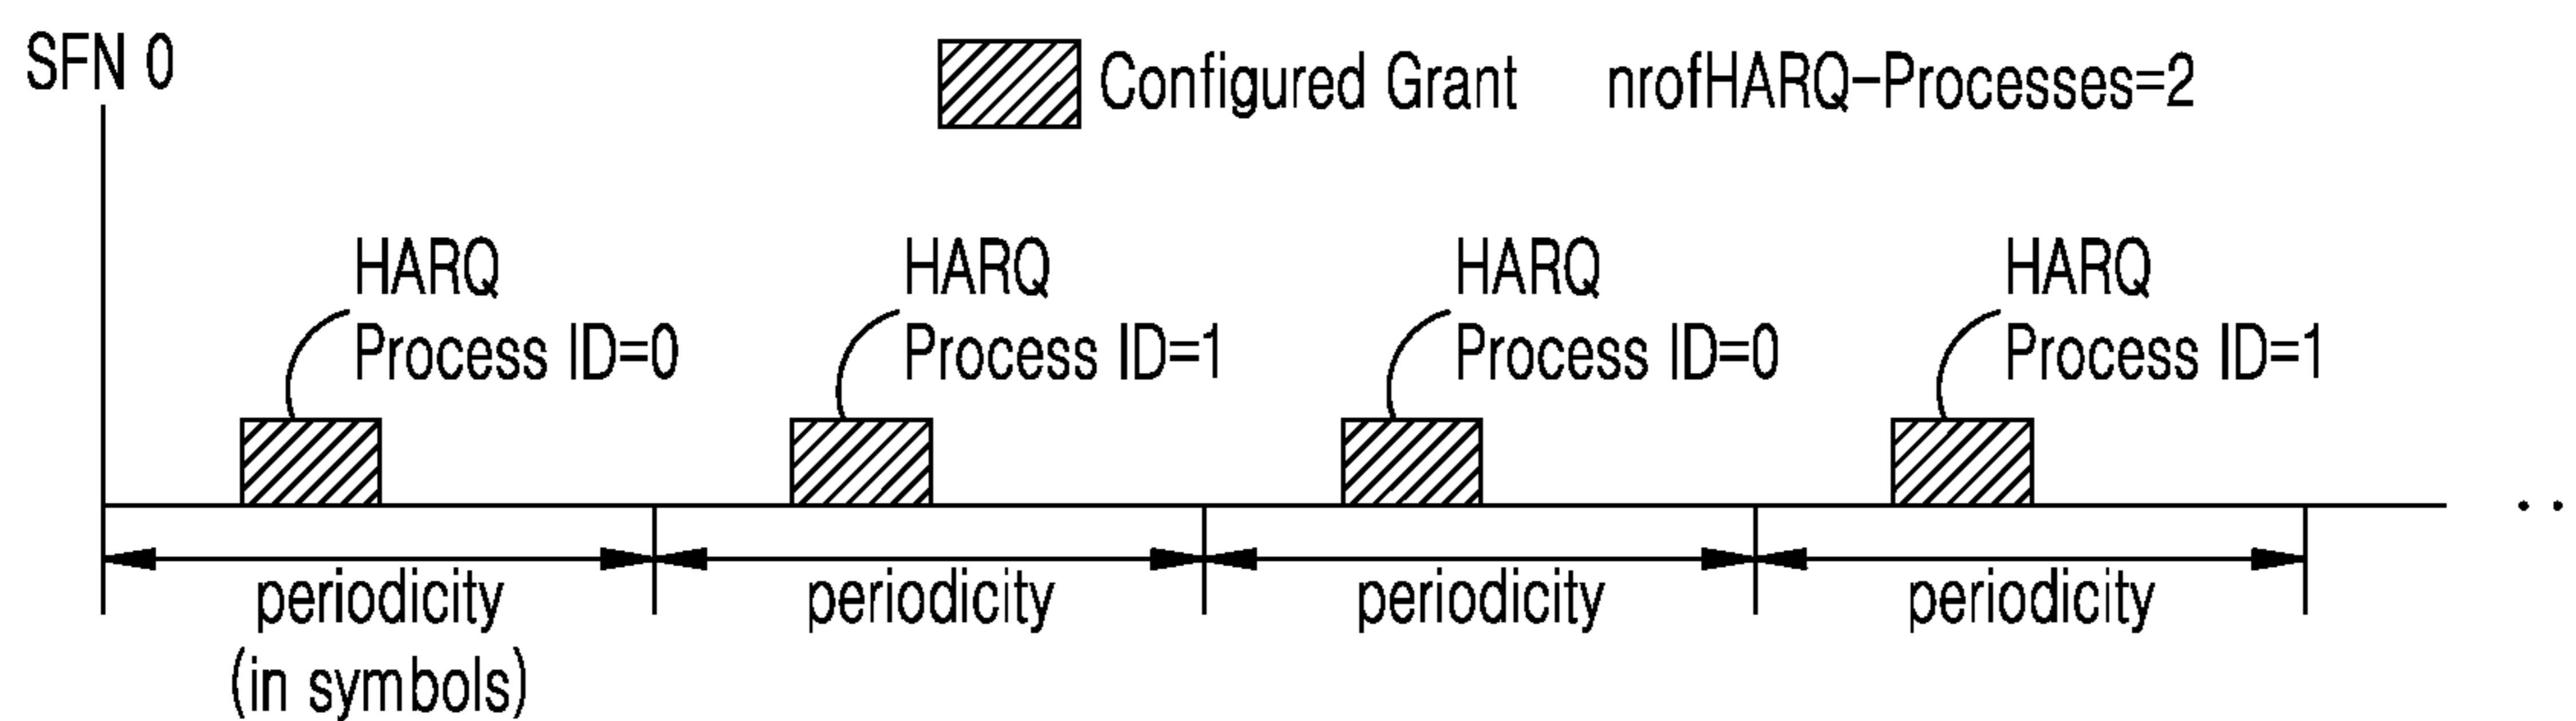 SFN 0
Configured Grant nrofHARQ-Processes=2
HARQ
Process ID=0
HARQ
Process ID=1
HARQ
Process ID=0
HARQ
Process ID=1
periodicity
(in symbols)
periodicity
periodicity
periodicity